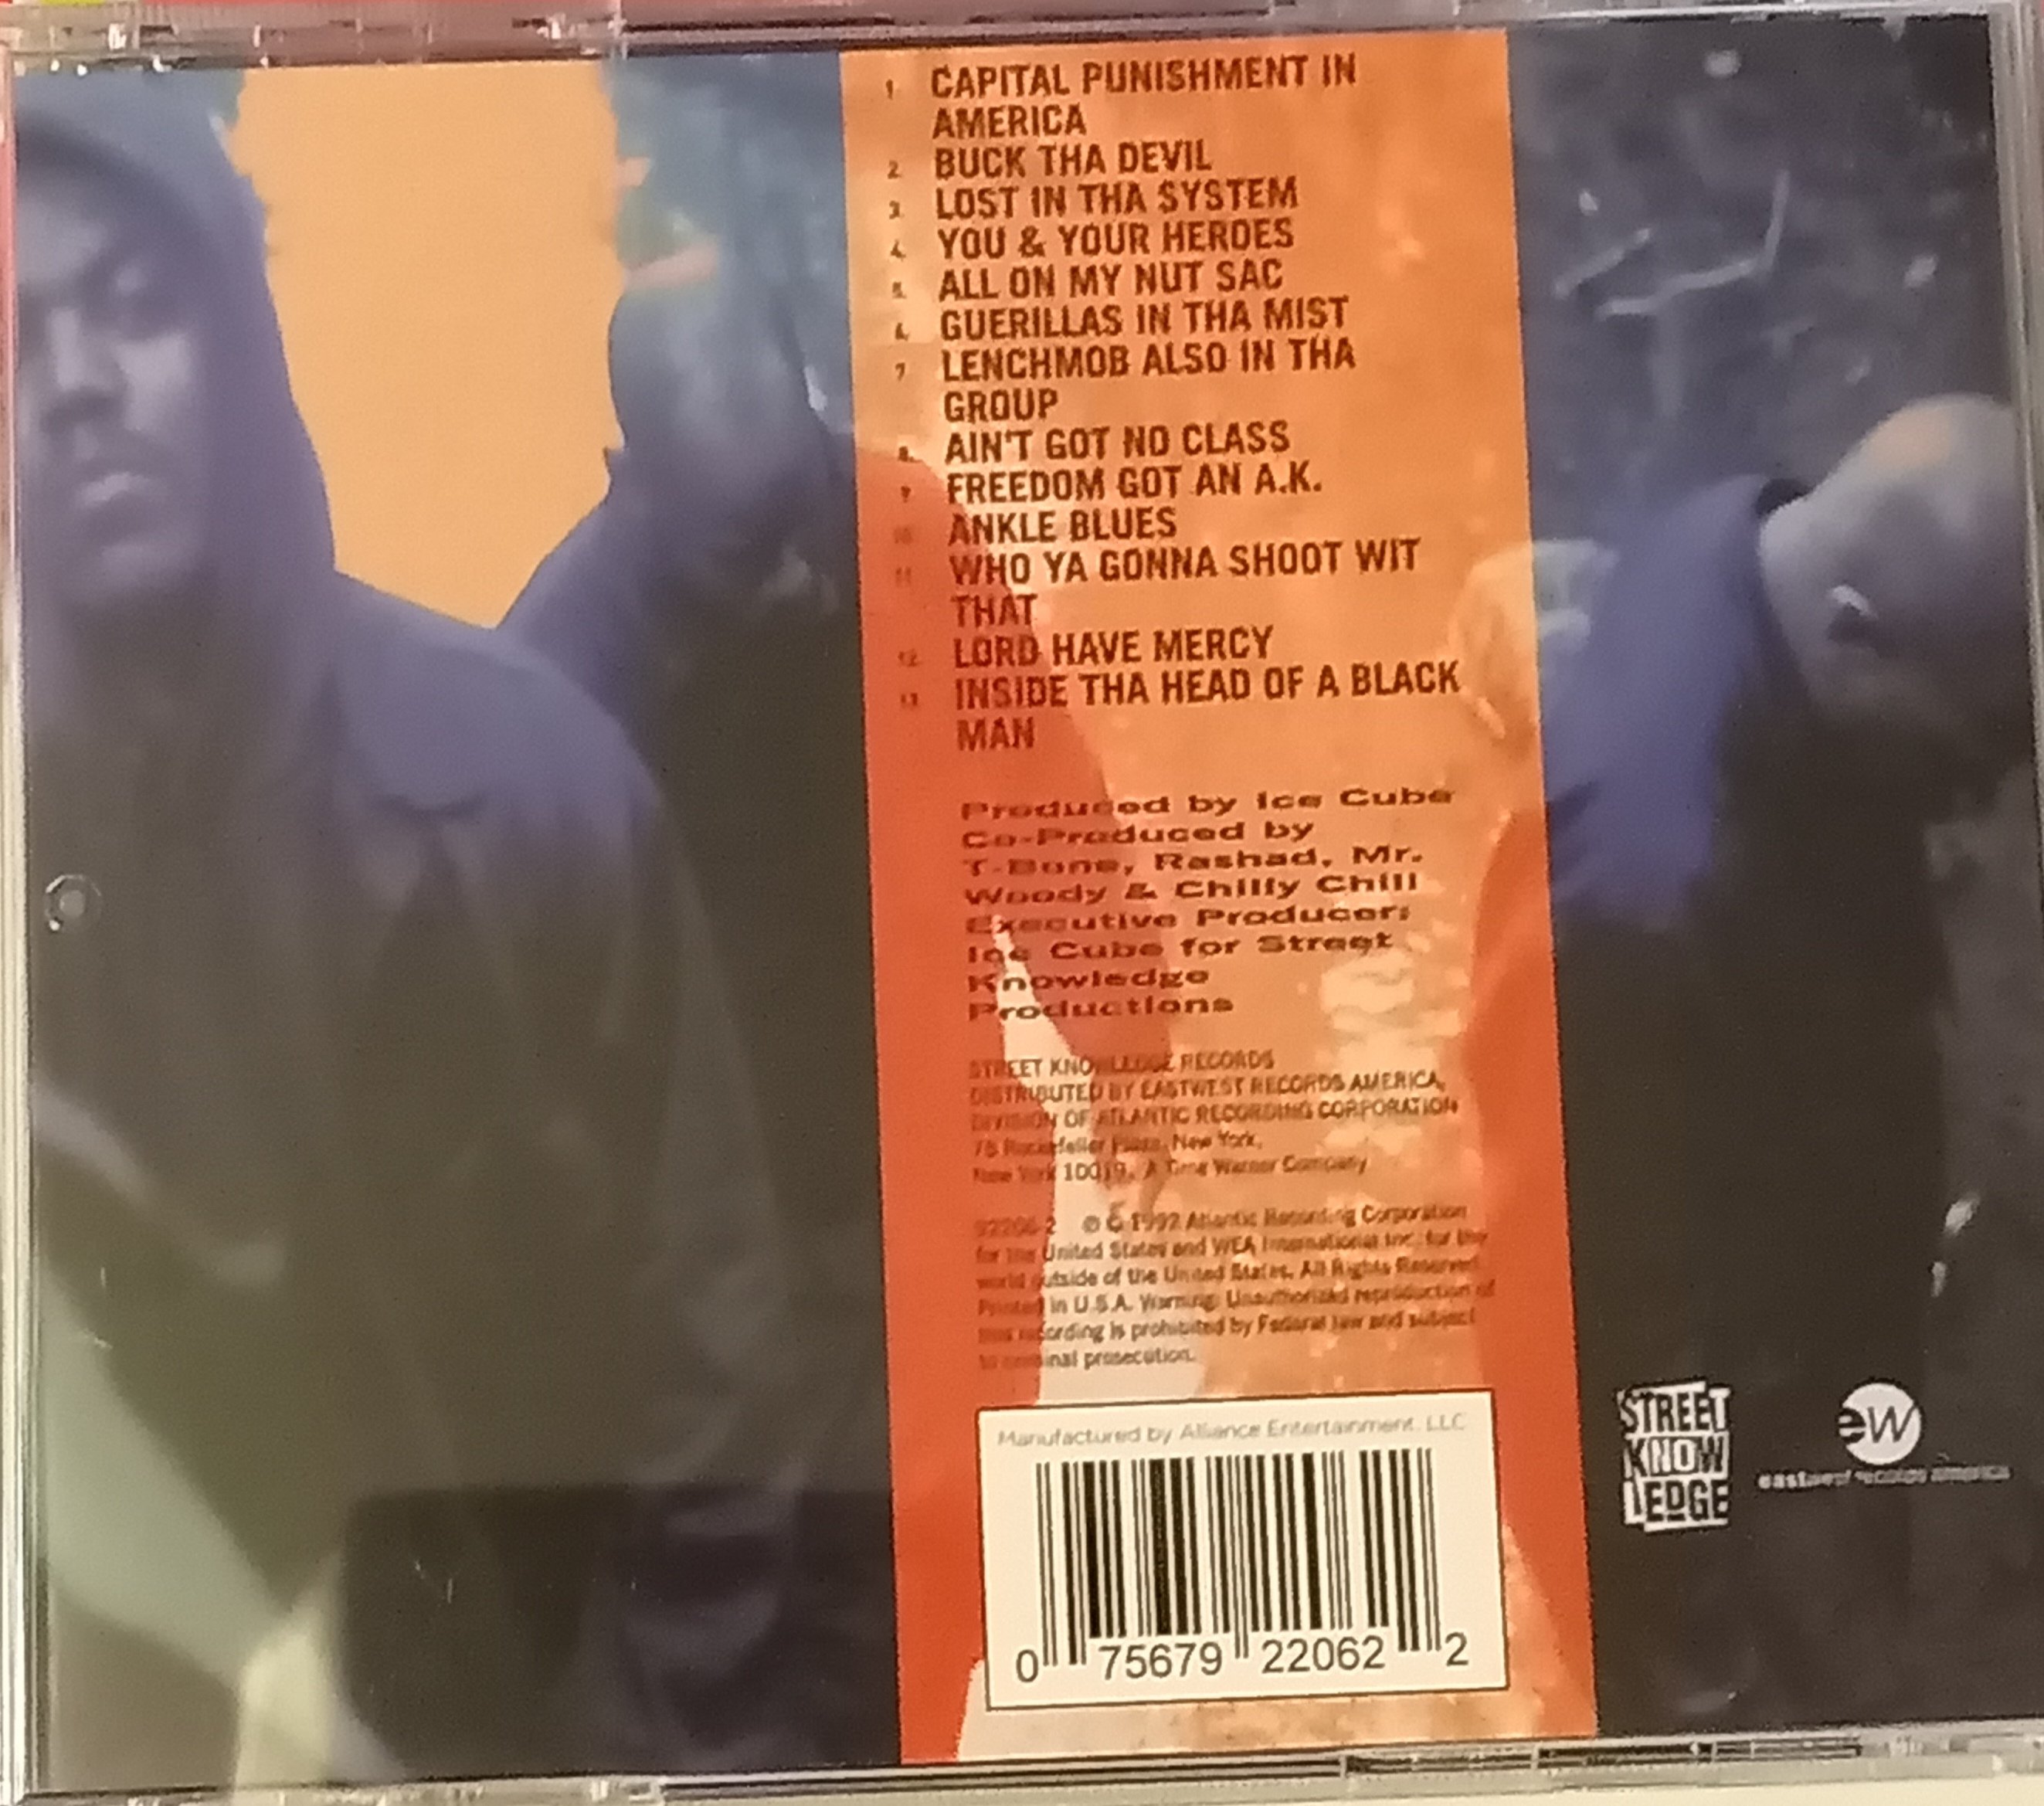 1 CAPITAL PUNISHMENT IN
AMERICA
2. BUCK THA DEVIL
3. LOST IN THA SYSTEM
4. YOU & YOUR HEROES
5. ALL ON MY NUT SAC
6. GUERILLAS IN THA MIST
7 LENCHMOB ALSO IN THA
GROUP
8. AIN'T GOT NO CLASS
9 FREEDOM GOT AN A.K.
10 ANKLE BLUES
11 WHO YA GONNA SHOOT WIT
THAT
12 LORD HAVE MERCY
13 INSIDE THA HEAD OF A BLACK
MAN
Produced by Ice Cube
Co-Produced by
T-Bone, Rashad, Mr.
Woody & Chilly Chill
Executive Producer:
Ice Cube for Street
Knowledge
Productions
STREET KNOWLEDGE RECORDS
DISTRIBUTED BY EASTWEST RECORDS AMERICA,
DIVISION OF ATLANTIC RECORDING CORPORATION
75 Rockefeller Plaza, New York,
New York 10019. A Time Warner Company
92206-2 ℗ © 1992 Atlantic Recording Corporation
for the United States and WEA International Inc. for the
world outside of the United States. All Rights Reserved.
Printed in U.S.A. Warning: Unauthorized reproduction of
this recording is prohibited by Federal law and subject
to criminal prosecution.
Manufactured by Alliance Entertainment, LLC
0 75679 22062 2
STREET
KNOW
LEDGE
ew
eastwest records america